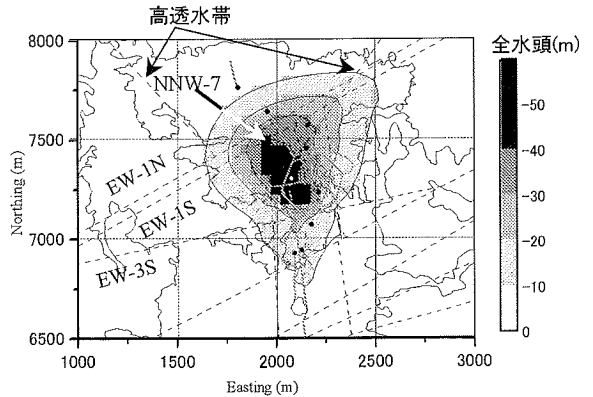 高透水帯
全水頭(m)
NNW-7
EW-1N
EW-1S
EW-3S
8000
7500
7000
6500
Northing (m)
1000 1500 2000 2500 3000
Easting (m)
-50
-40
-30
-20
-10
0